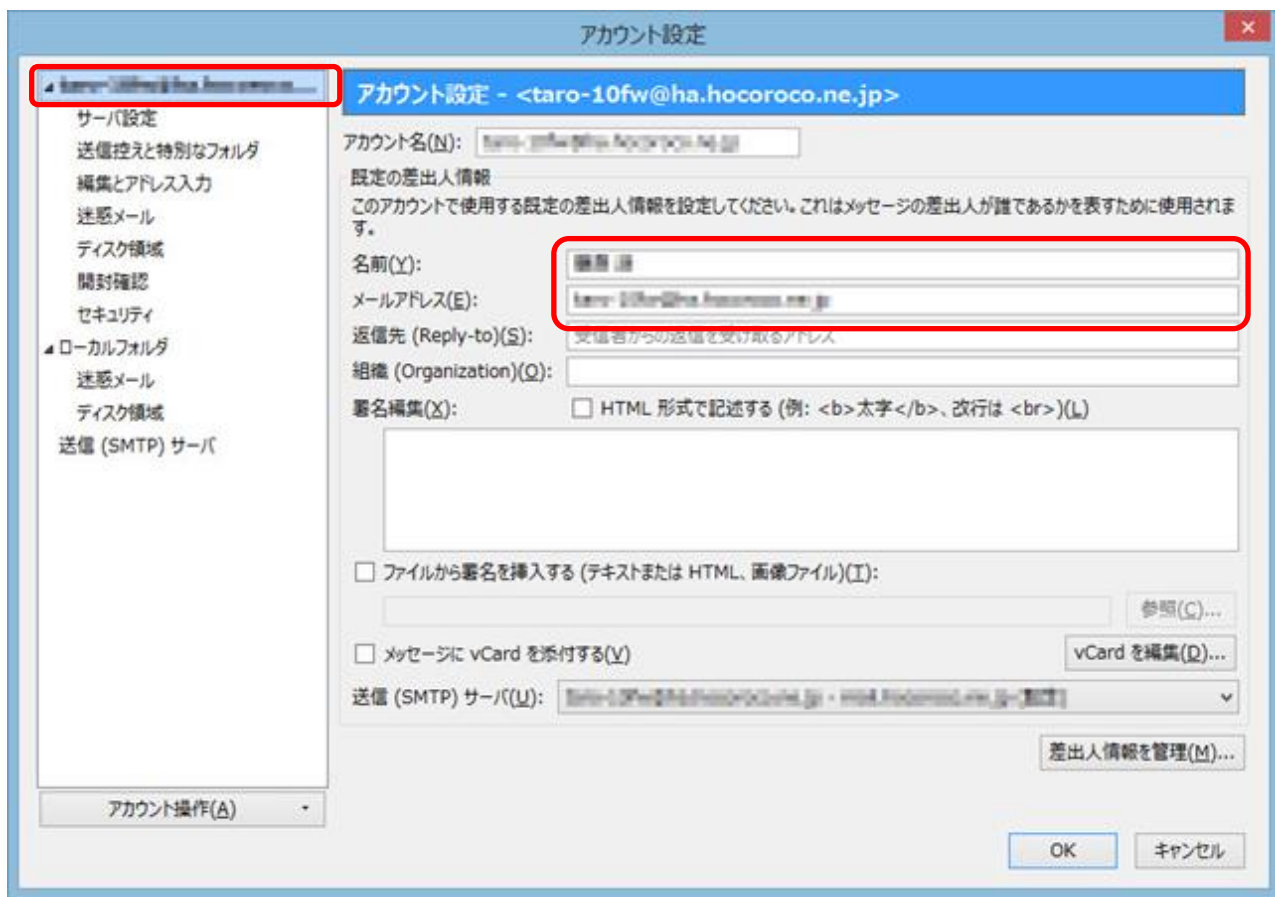 アカウント設定
サーバ設定
送信控えと特別なフォルダ
編集とアドレス入力
迷惑メール
ディスク領域
開封確認
セキュリティ
ローカルフォルダ
迷惑メール
ディスク領域
送信 (SMTP) サーバ
アカウント操作(A)
アカウント設定 - <taro-10fw@ha.hocoroco.ne.jp>
アカウント名(N):
既定の差出人情報
このアカウントで使用する既定の差出人情報を設定してください。これはメッセージの差出人が誰であるかを表すために使用されま
す。
名前(Y):
メールアドレス(E):
返信先 (Reply-to)(S): 受信者からの返信を受け取るアドレス
組織 (Organization)(O):
署名編集(X): HTML 形式で記述する (例: <b>太字</b>、改行は <br>)(L)
ファイルから署名を挿入する (テキストまたは HTML、画像ファイル)(T):
参照(C)...
メッセージに vCard を添付する(V) vCard を編集(D)...
送信 (SMTP) サーバ(U):
差出人情報を管理(M)...
OK キャンセル